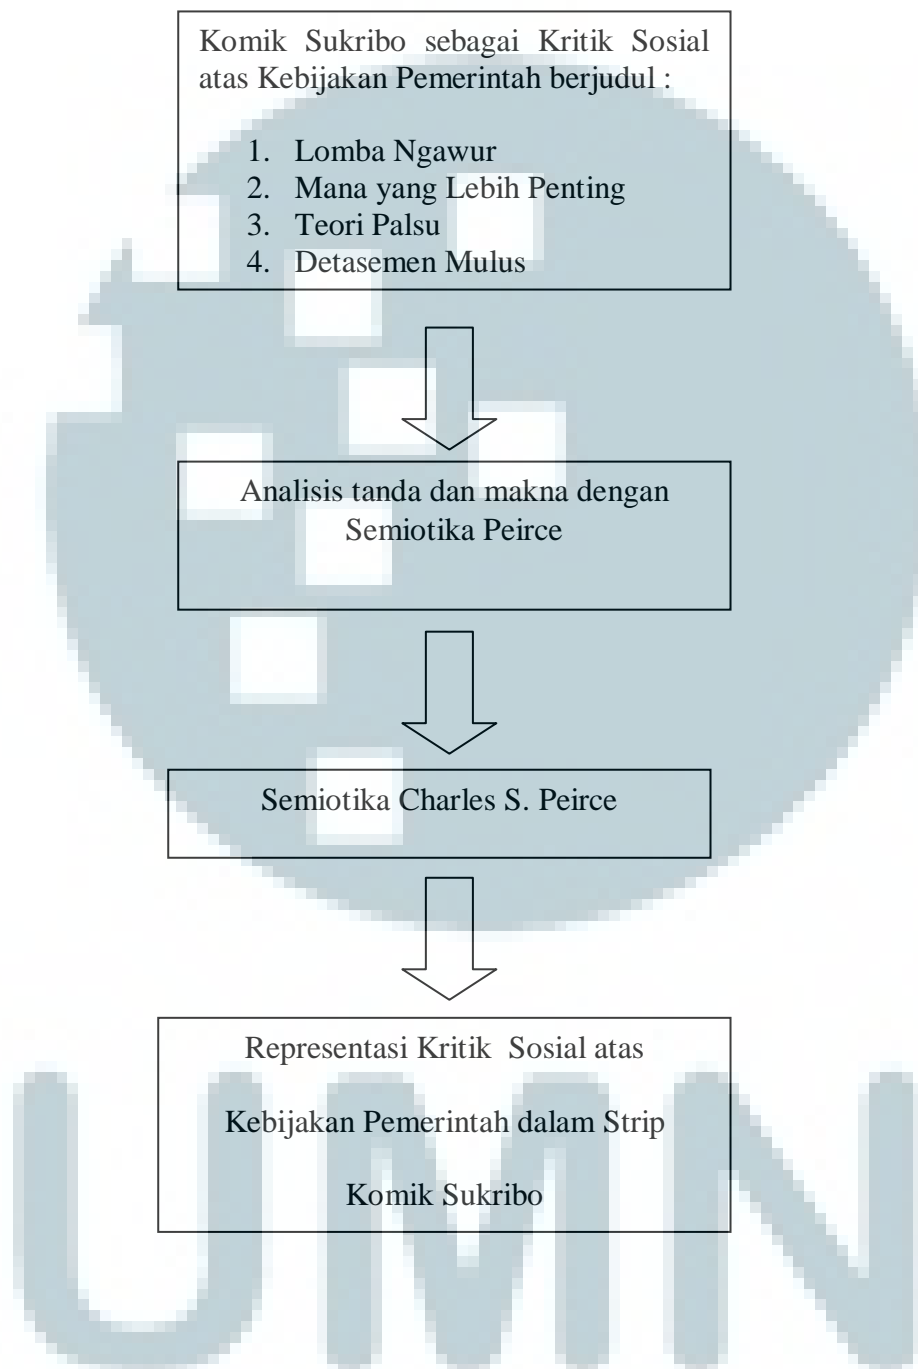 Komik Sukribo sebagai Kritik Sosial
atas Kebijakan Pemerintah berjudul :
1. Lomba Ngawur
2. Mana yang Lebih Penting
3. Teori Palsu
4. Detasemen Mulus
Analisis tanda dan makna dengan
Semiotika Peirce
Semiotika Charles S. Peirce
Representasi Kritik Sosial atas
Kebijakan Pemerintah dalam Strip
Komik Sukribo
UMN